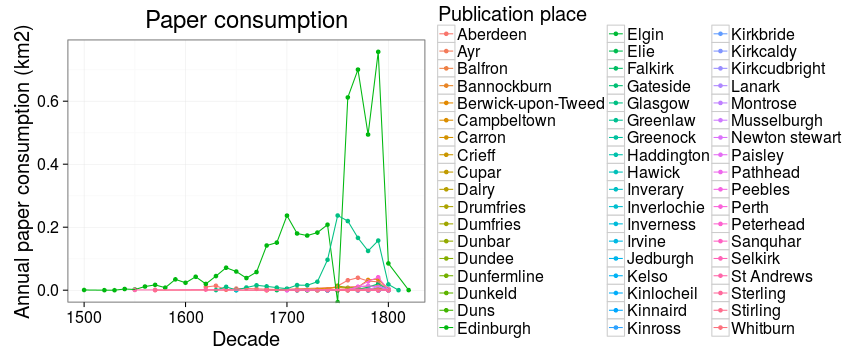 Paper consumption
Annual paper consumption (km2)
0.6
0.4
0.2
0.0
1500
1600
1700
1800
Decade
Publication place
Aberdeen
Ayr
Balfron
Bannockburn
Berwick-upon-Tweed
Campbeltown
Carron
Crieff
Cupar
Dalry
Drumfries
Dumfries
Dunbar
Dundee
Dunfermline
Dunkeld
Duns
Edinburgh
Elgin
Elie
Falkirk
Gateside
Glasgow
Greenlaw
Greenock
Haddington
Hawick
Inverary
Inverlochie
Inverness
Irvine
Jedburgh
Kelso
Kinlocheil
Kinnaird
Kinross
Kirkbride
Kirkcaldy
Kirkcudbright
Lanark
Montrose
Musselburgh
Newton stewart
Paisley
Pathhead
Peebles
Perth
Peterhead
Sanquhar
Selkirk
St Andrews
Sterling
Stirling
Whitburn